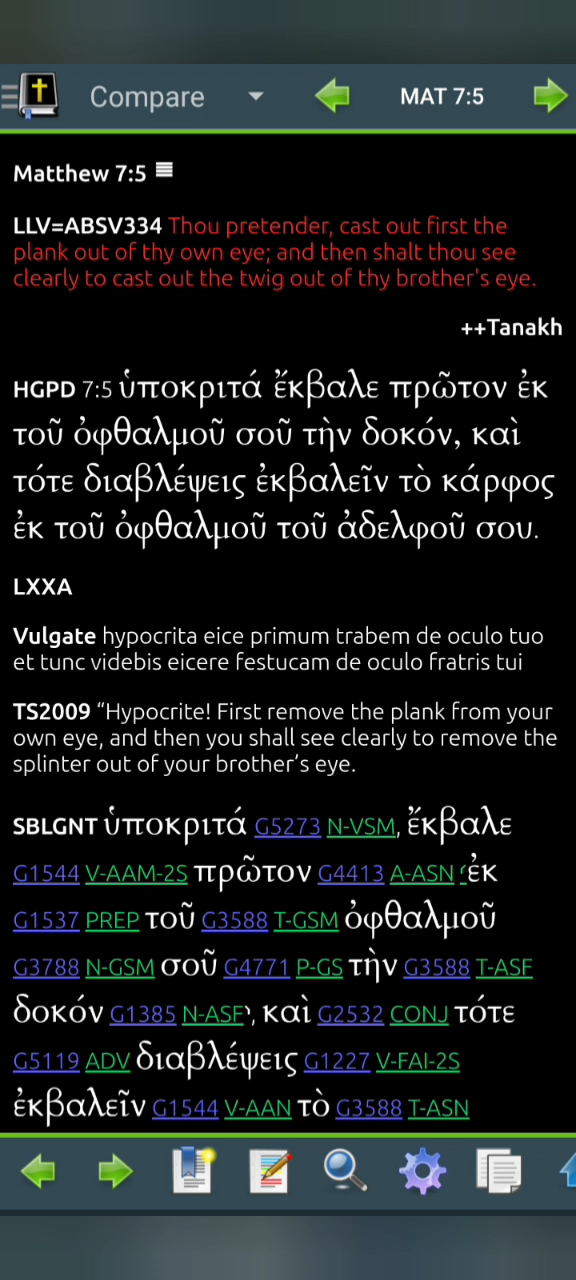 Compare
MAT 7:5
Matthew 7:5
LLV=ABSV334 Thou pretender, cast out first the
plank out of thy own eye; and then shalt thou see
clearly to cast out the twig out of thy brother's eye.
++Tanakh
HGPD 7:5 ὑποκριτά ἔκβαλε πρῶτον ἐκ
τοῦ ὀφθαλμοῦ σοῦ τὴν δοκόν, καὶ
τότε διαβλέψεις ἐκβαλεῖν τὸ κάρφος
ἐκ τοῦ ὀφθαλμοῦ τοῦ ἀδελφοῦ σου.
LXXA
Vulgate hypocrita eice primum trabem de oculo tuo
et tunc videbis eicere festucam de oculo fratris tui
TS2009 “Hypocrite! First remove the plank from your
own eye, and then you shall see clearly to remove the
splinter out of your brother’s eye.
SBLGNT ὑποκριτά G5273 N-VSM, ἔκβαλε
G1544 V-AAM-2S πρῶτον G4413 A-ASN ⸂ἐκ
G1537 PREP τοῦ G3588 T-GSM ὀφθαλμοῦ
G3788 N-GSM σοῦ G4771 P-GS τὴν G3588 T-ASF
δοκόν G1385 N-ASF⸃, καὶ G2532 CONJ τότε
G5119 ADV διαβλέψεις G1227 V-FAI-2S
ἐκβαλεῖν G1544 V-AAN τὸ G3588 T-ASN